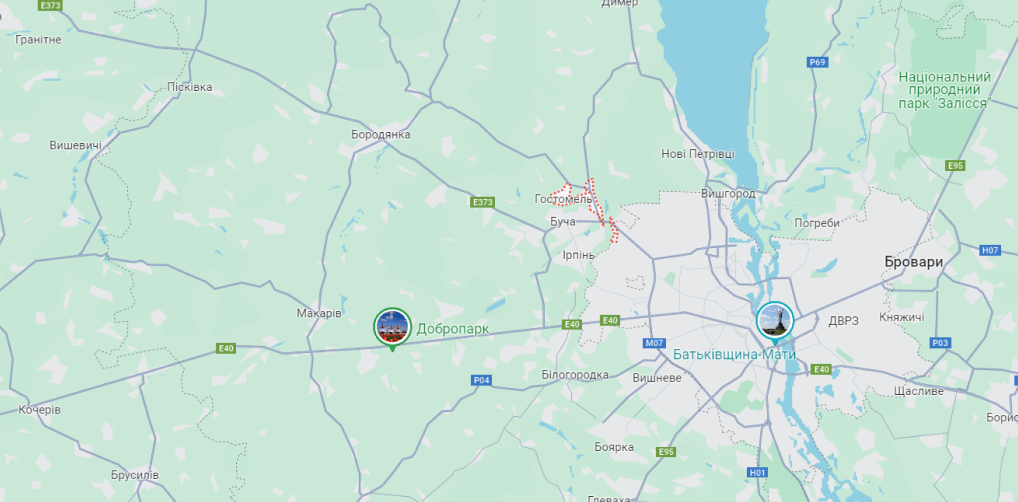 E373
Димер
Гранітне
P69
Національний
природний
парк "Залісся"
Пісківка
Бородянка
Вишевичі
Нові Петрівці
E95
Вишгород
E373
Гостомель
Буча
Погреби
Ірпінь
H07
Бровари
Макарів
Добропарк
E40
E40
ДВРЗ
Княжичі
E40
M07
P03
Батьківщина-Мати
E40
Білогородка
Вишневе
P04
Щасливе
Кочерів
Боярка
E95
H01
Брусилів
Глеваха